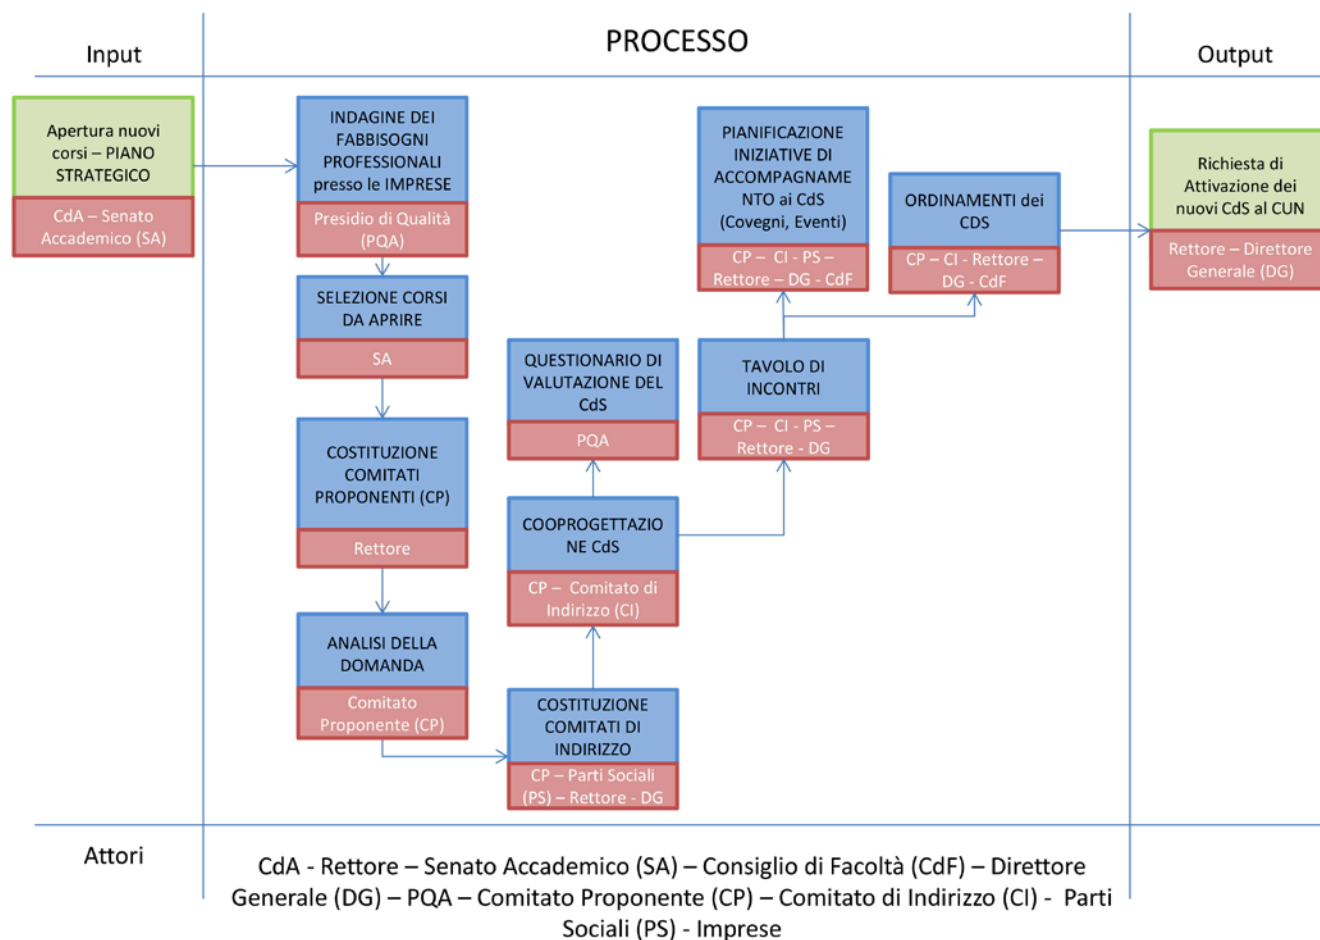 Input
PROCESSO
Output
Apertura nuovi
corsi – PIANO
STRATEGICO
CdA – Senato
Accademico (SA)
INDAGINE DEI
FABBISOGNI
PROFESSIONALI
presso le IMPRESE
Presidio di Qualità
(PQA)
SELEZIONE CORSI
DA APRIRE
SA
COSTITUZIONE
COMITATI
PROPONENTI (CP)
Rettore
ANALISI DELLA
DOMANDA
Comitato
Proponente (CP)
COSTITUZIONE
COMITATI DI
INDIRIZZO
CP – Parti Sociali
(PS) – Rettore - DG
COOPROGETTAZIO
NE CdS
CP – Comitato di
Indirizzo (CI)
QUESTIONARIO DI
VALUTAZIONE DEL
CdS
PQA
TAVOLO DI
INCONTRI
CP – CI - PS –
Rettore - DG
PIANIFICAZIONE
INIZIATIVE DI
ACCOMPAGNAME
NTO ai CdS
(Covegni, Eventi)
CP – CI - PS –
Rettore – DG - CdF
ORDINAMENTI dei
CDS
CP – CI - Rettore –
DG - CdF
Richiesta di
Attivazione dei
nuovi CdS al CUN
Rettore – Direttore
Generale (DG)
Attori
CdA - Rettore – Senato Accademico (SA) – Consiglio di Facoltà (CdF) – Direttore
Generale (DG) – PQA – Comitato Proponente (CP) – Comitato di Indirizzo (CI) - Parti
Sociali (PS) - Imprese